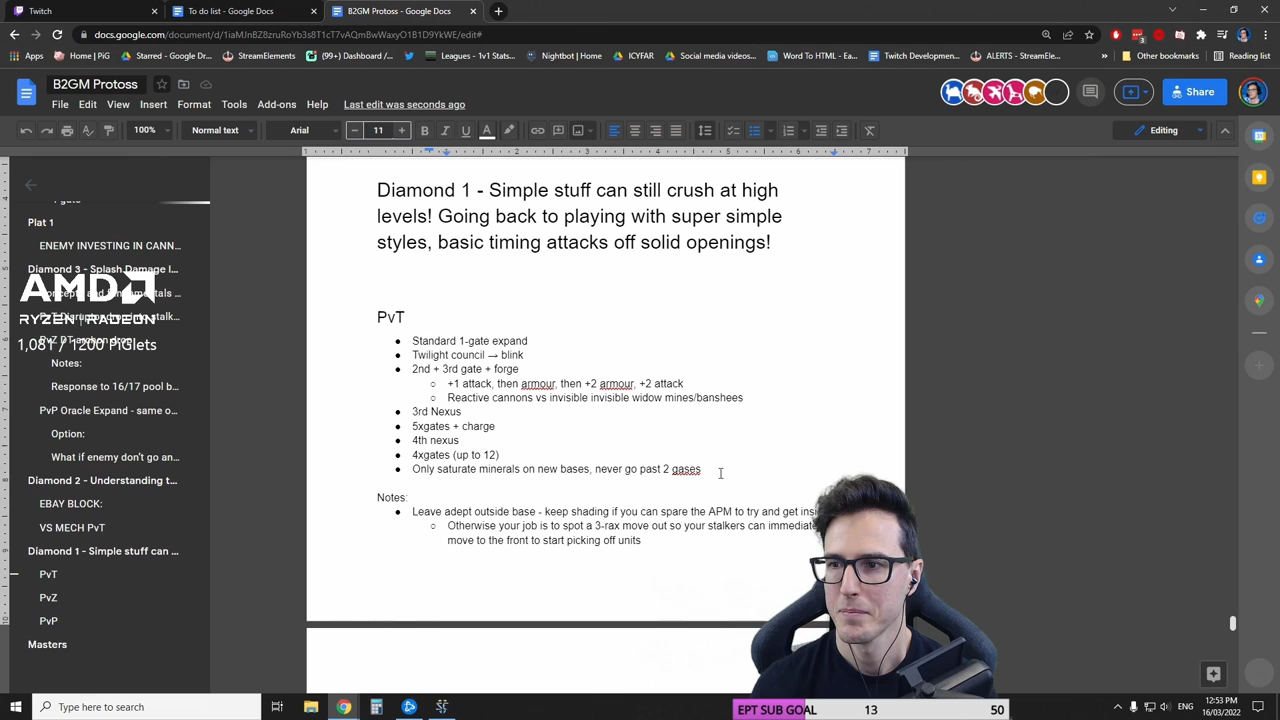 Twitch
To do list - Google Docs
B2GM Protoss - Google Docs
docs.google.com/document/d/1iaMJnBZ8zruRoYb3s8T1cT7vAQmBwWaxyO1B1D9YWcE/edit#
Apps
Starred - Google Dr...
Home | PiG
StreamElements
(99+) Dashboard /...
Leagues - 1v1 Stats...
Nightbot | Home
ICYFAR
Social media videos...
Word To HTML - Ea...
Twitch Developmen...
ALERTS - StreamEle...
Other bookmarks
Reading list
B2GM Protoss
File Edit View Insert Format Tools Add-ons Help Last edit was seconds ago
Share
100% Normal text Arial 11 Editing
1 1 2 3 4 5 6 7
Plat 1
ENEMY INVESTING IN CANN...
Diamond 3 - Splash Damage I...
AMD
RYZEN | RADEON
1,081 / 1200 PIGlets
Notes:
Response to 16/17 pool b...
PvP Oracle Expand - same o...
Option:
What if enemy don't go an...
Diamond 2 - Understanding t...
EBAY BLOCK:
VS MECH PvT
Diamond 1 - Simple stuff can ...
PvT
PvZ
PvP
Masters
Diamond 1 - Simple stuff can still crush at high
levels! Going back to playing with super simple
styles, basic timing attacks off solid openings!
PvT
● Standard 1-gate expand
● Twilight council → blink
● 2nd + 3rd gate + forge
○ +1 attack, then armour, then +2 armour, +2 attack
○ Reactive cannons vs invisible invisible widow mines/banshees
● 3rd Nexus
● 5xgates + charge
● 4th nexus
● 4xgates (up to 12)
● Only saturate minerals on new bases, never go past 2 gases
Notes:
● Leave adept outside base - keep shading if you can spare the APM to try and get
○ Otherwise your job is to spot a 3-rax move out so your stalkers can
move to the front to start picking off units
Type here to search
EPT SUB GOAL 13 50
ENG
12:53 PM
16/03/2022